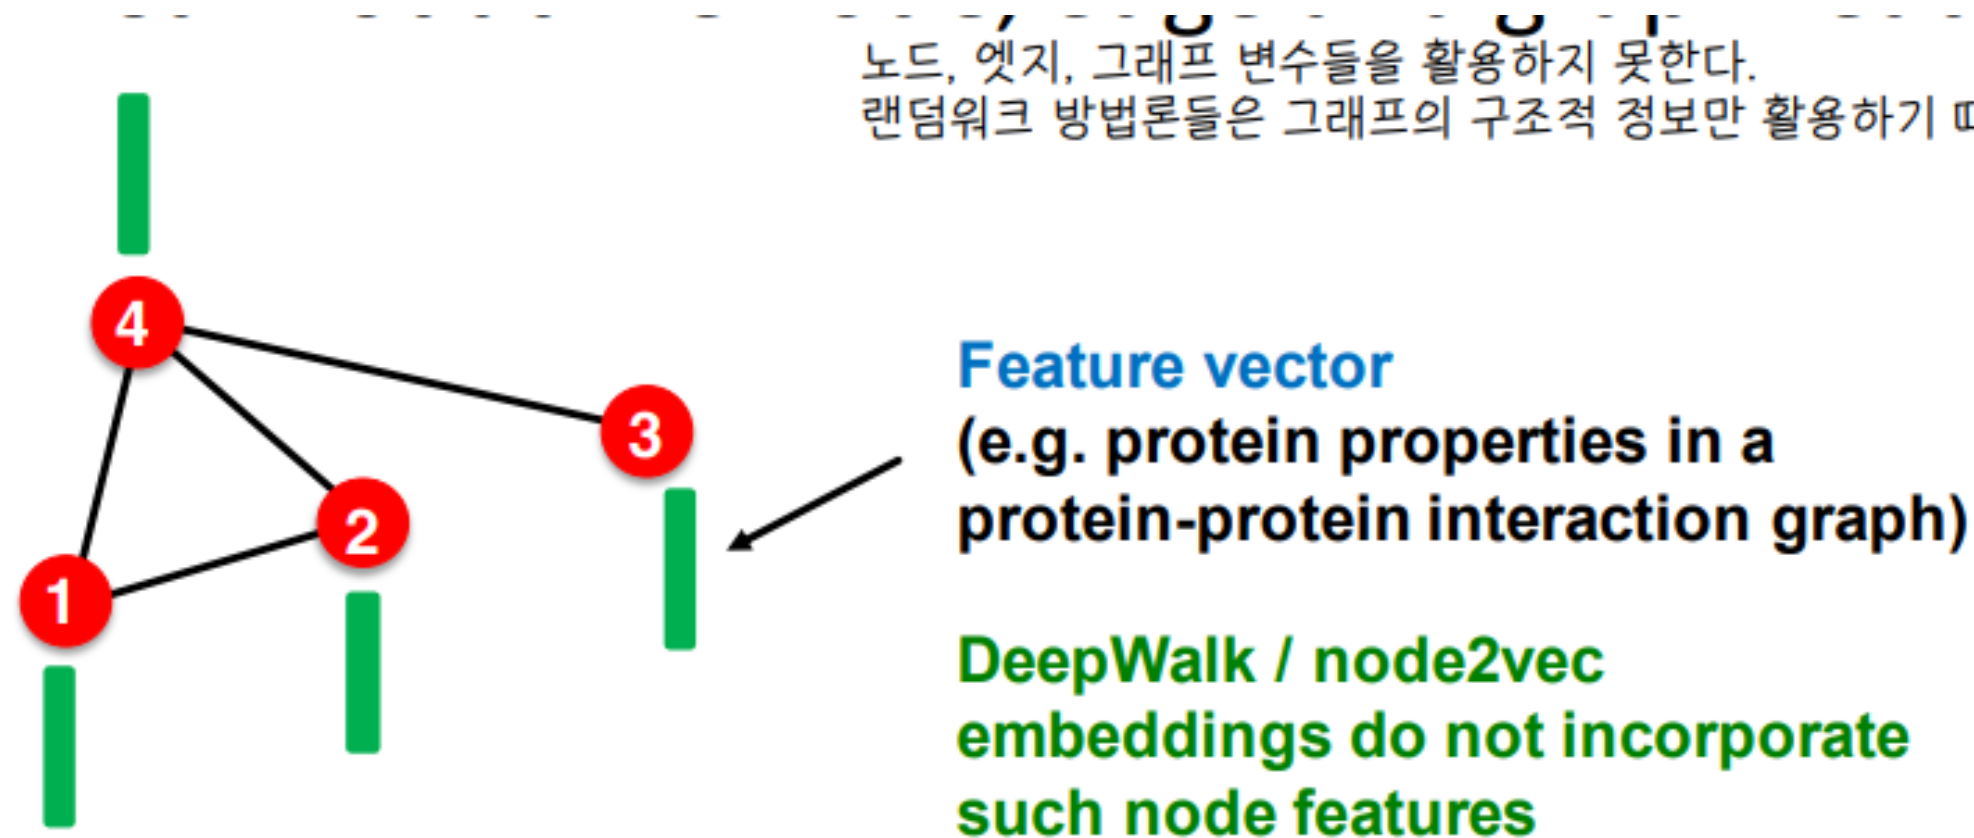 노드, 엣지, 그래프 변수들을 활용하지 못한다.
랜덤워크 방법론들은 그래프의 구조적 정보만 활용하기
4
3
2
1
Feature vector
(e.g. protein properties in a
protein-protein interaction graph)
DeepWalk / node2vec
embeddings do not incorporate
such node features